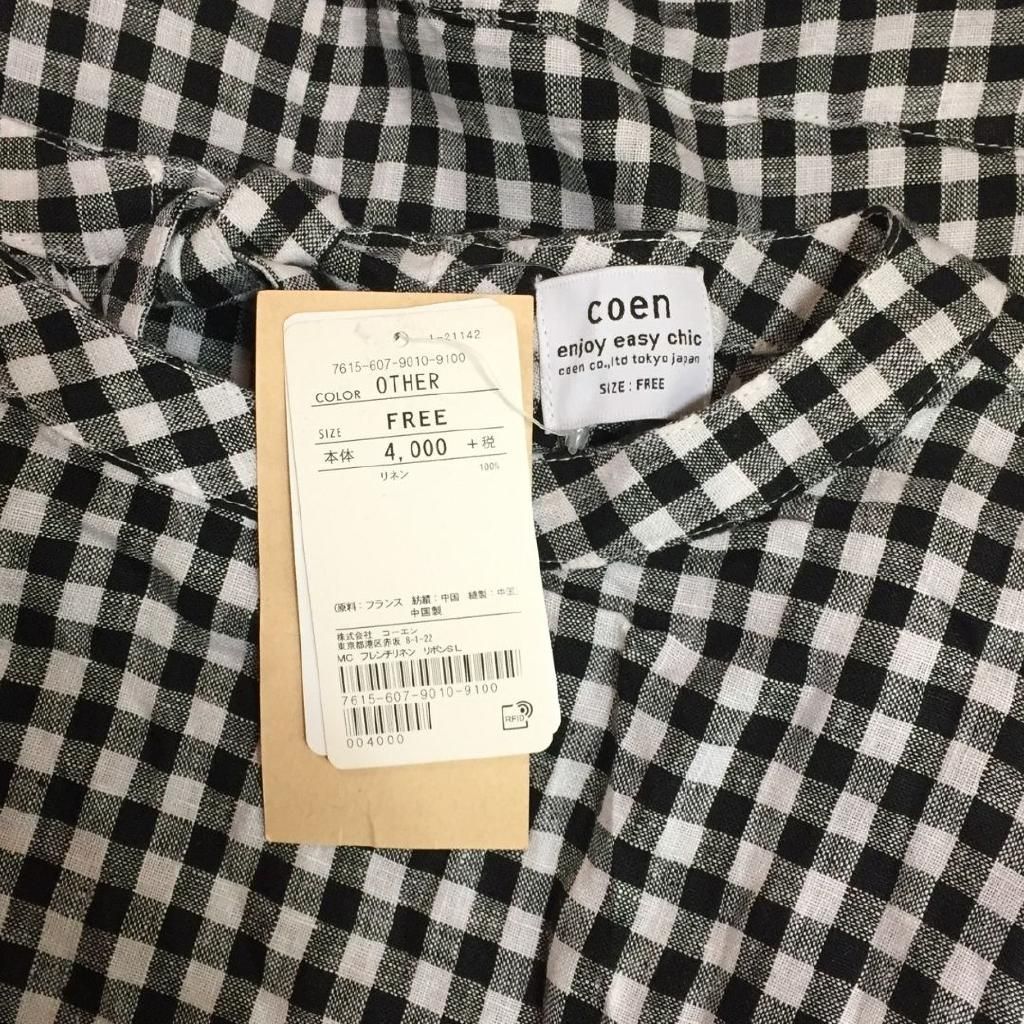 1-21142
7615-607-9010-9100
COLOR OTHER
SIZE FREE
本体 4,000 +税
リネン 100%
(原料:フランス 紡績:中国 縫製:中国
中国製
株式会社 コーエン
東京都港区赤坂 8-1-22
MC フレンチリネン リボンSL
7615-607-9010-9100
RFID
004000
coen
enjoy easy chic
coen co.,ltd tokyo japan
SIZE : FREE